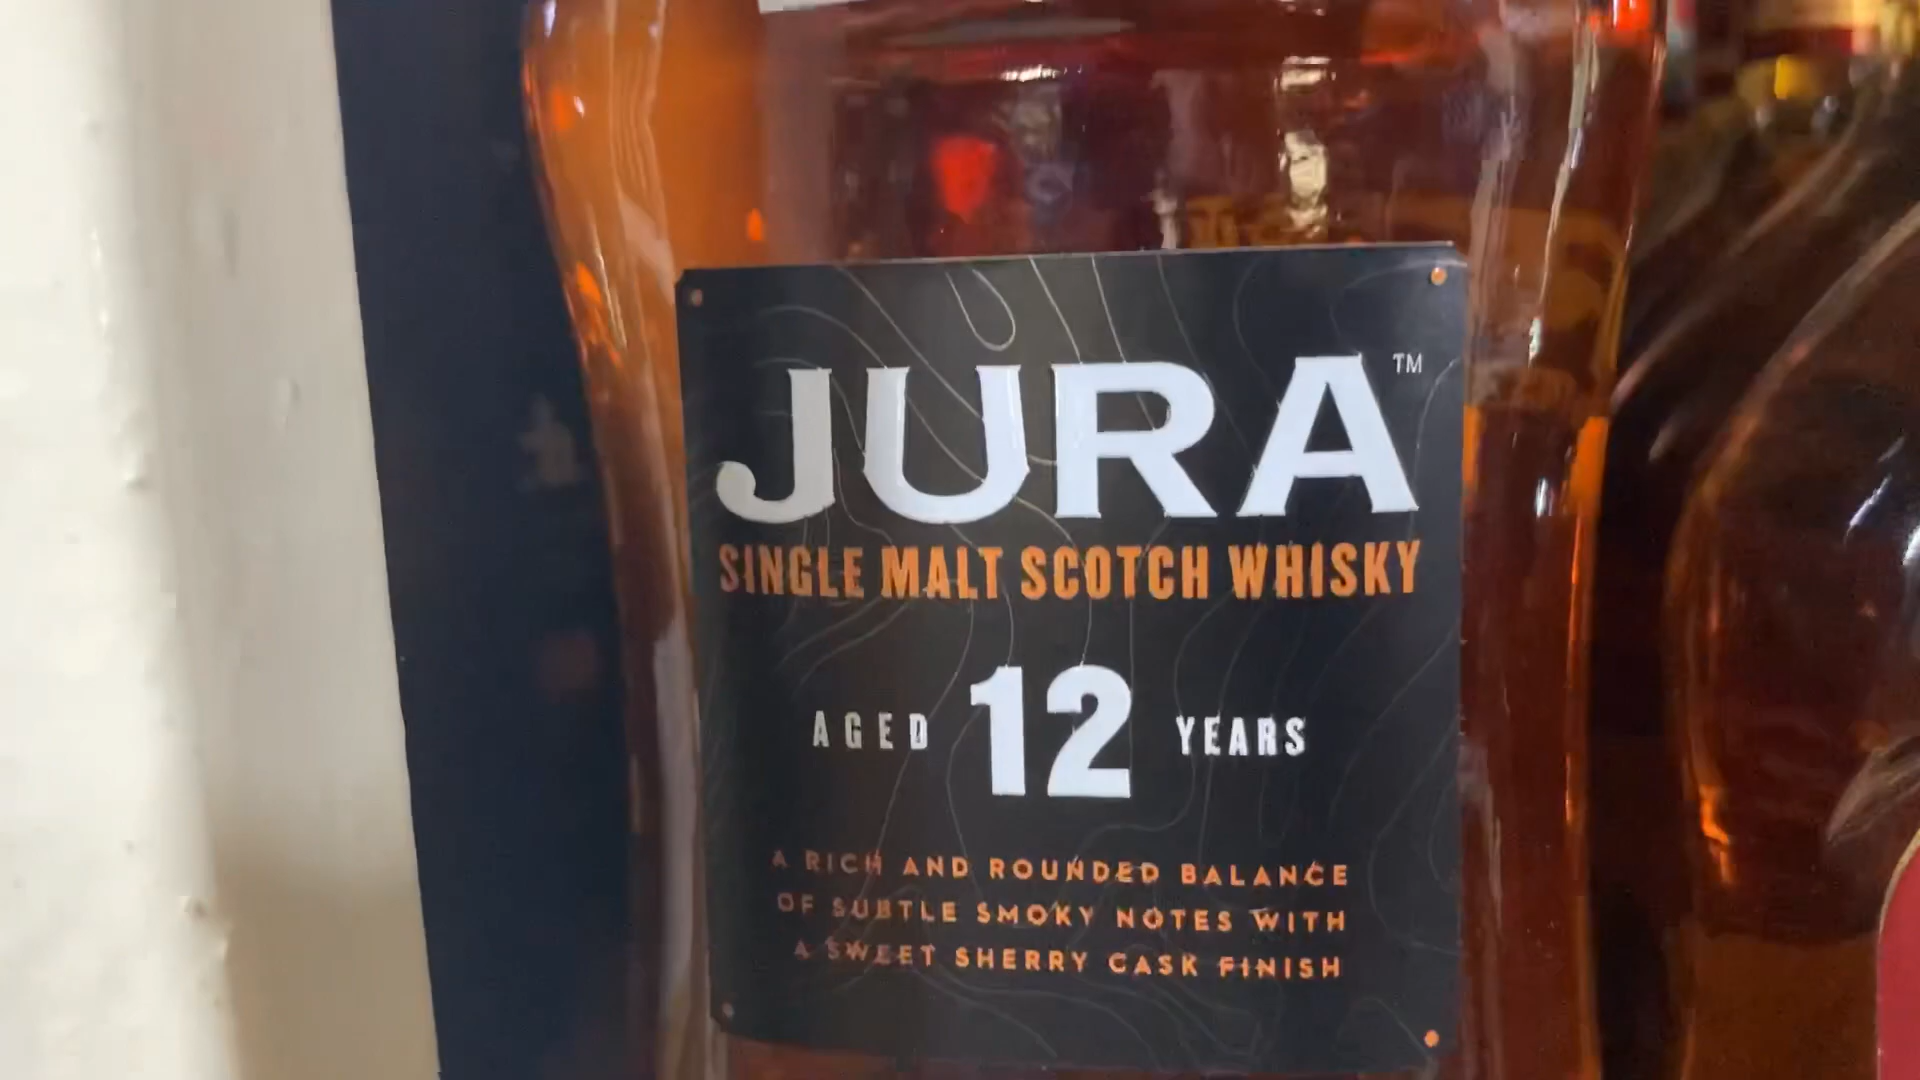 JURA™
SINGLE MALT SCOTCH WHISKY
AGED 12 YEARS
A RICH AND ROUNDED BALANCE
OF SUBTLE SMOKY NOTES WITH
A SWEET SHERRY CASK FINISH